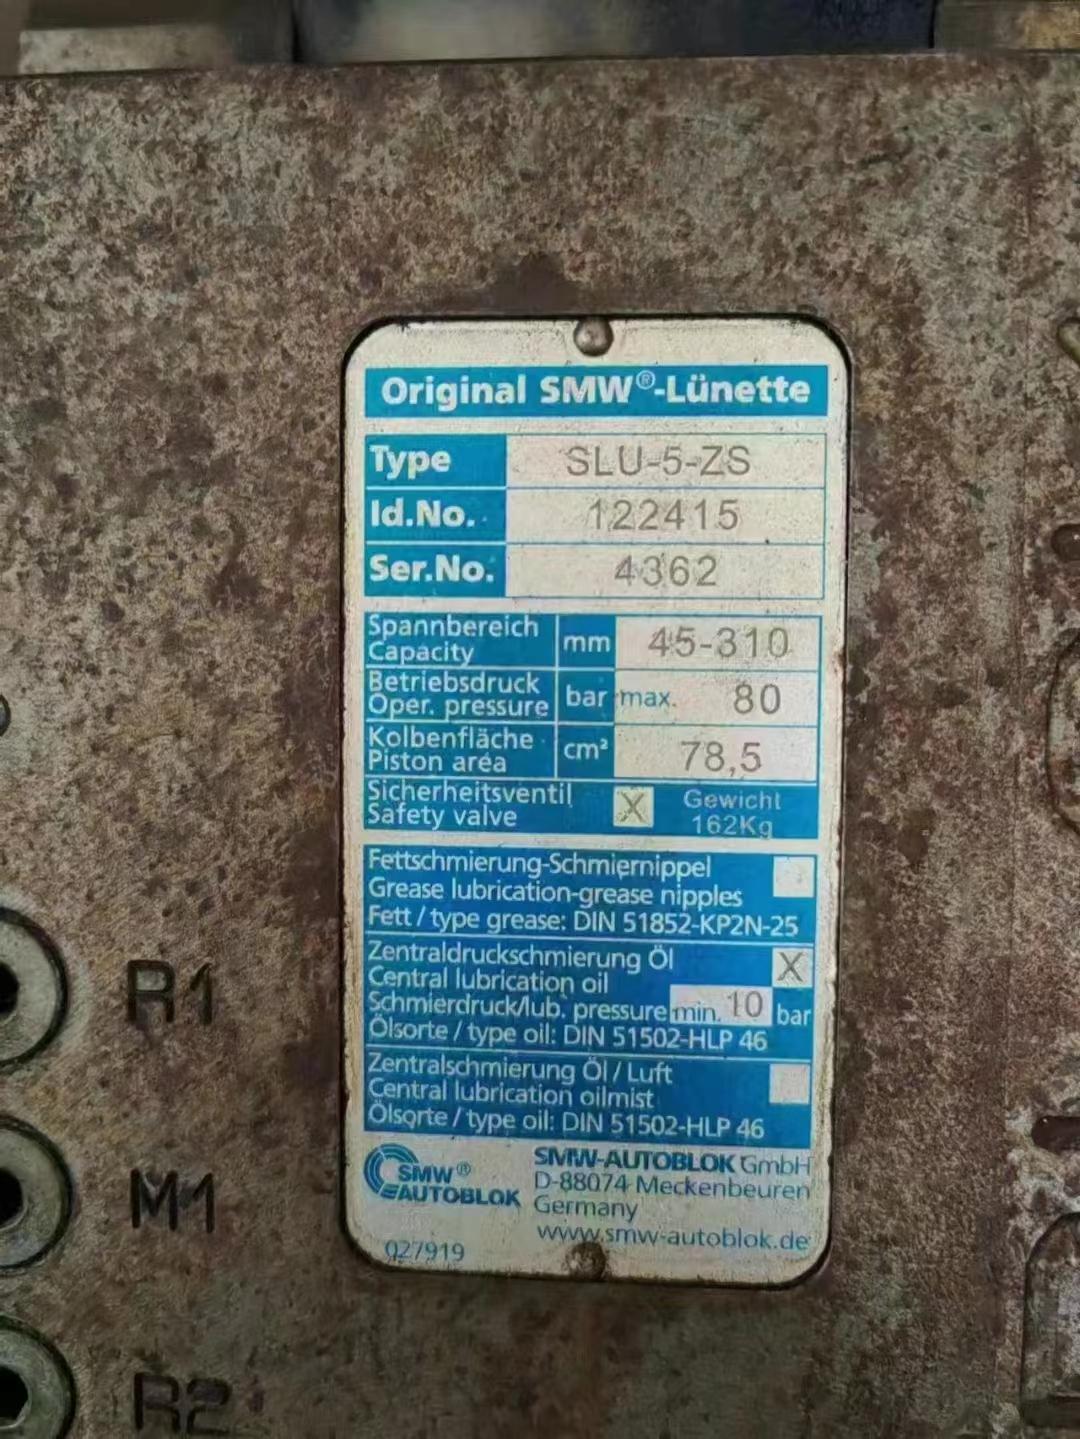 Original SMW®-Lünette
Type SLU-5-ZS
Id.No. 122415
Ser.No. 4362
Spannbereich
Capacity mm 45-310
Betriebsdruck
Oper. pressure bar max. 80
Kolbenfläche
Piston area cm² 78,5
Sicherheitsventil
Safety valve X Gewicht
162Kg
Fettschmierung-Schmiernippel
Grease lubrication-grease nipples
Fett / type grease: DIN 51852-KP2N-25
Zentraldruckschmierung Öl X
Central lubrication oil
Schmierdruck/lub. pressure min. 10 bar
Ölsorte / type oil: DIN 51502-HLP 46
Zentralschmierung Öl / Luft
Central lubrication oilmist
Ölsorte / type oil: DIN 51502-HLP 46
SMW®
AUTOBLOK
SMW-AUTOBLOK GmbH
D-88074 Meckenbeuren
Germany
www.smw-autoblok.de
027919
R1
M1
R2